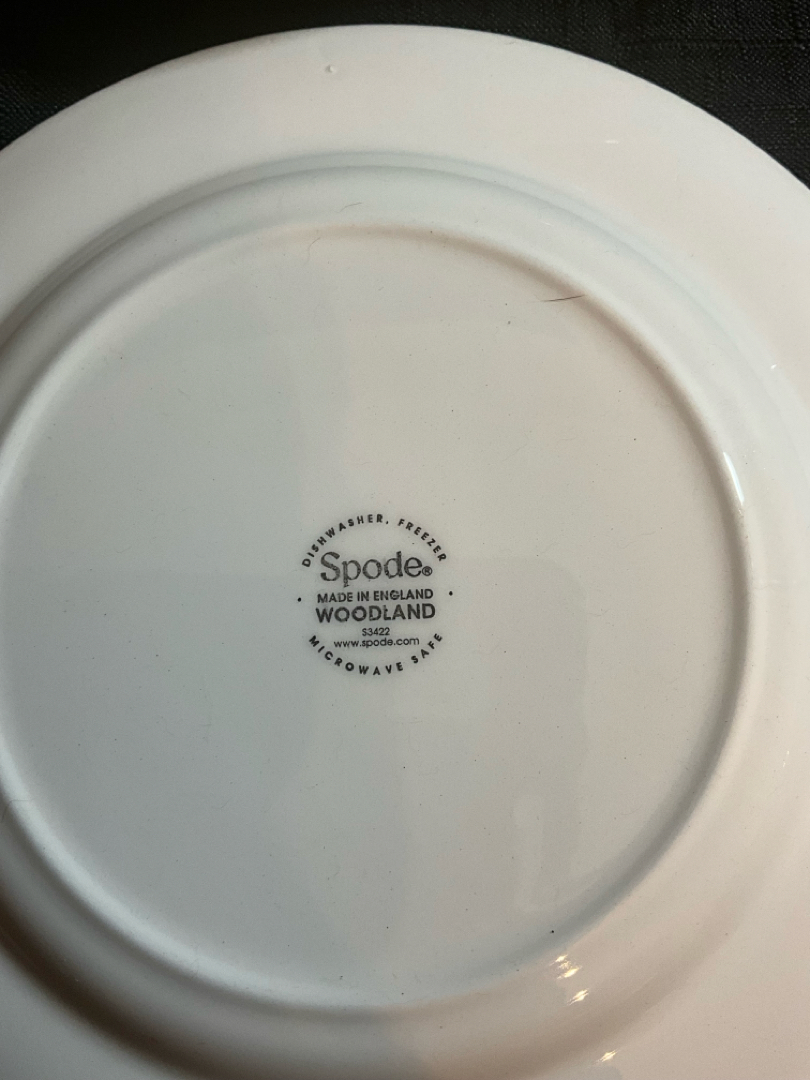 DISHWASHER, FREEZER
Spode®
MADE IN ENGLAND
WOODLAND
S3422
www.spode.com
MICROWAVE SAFE